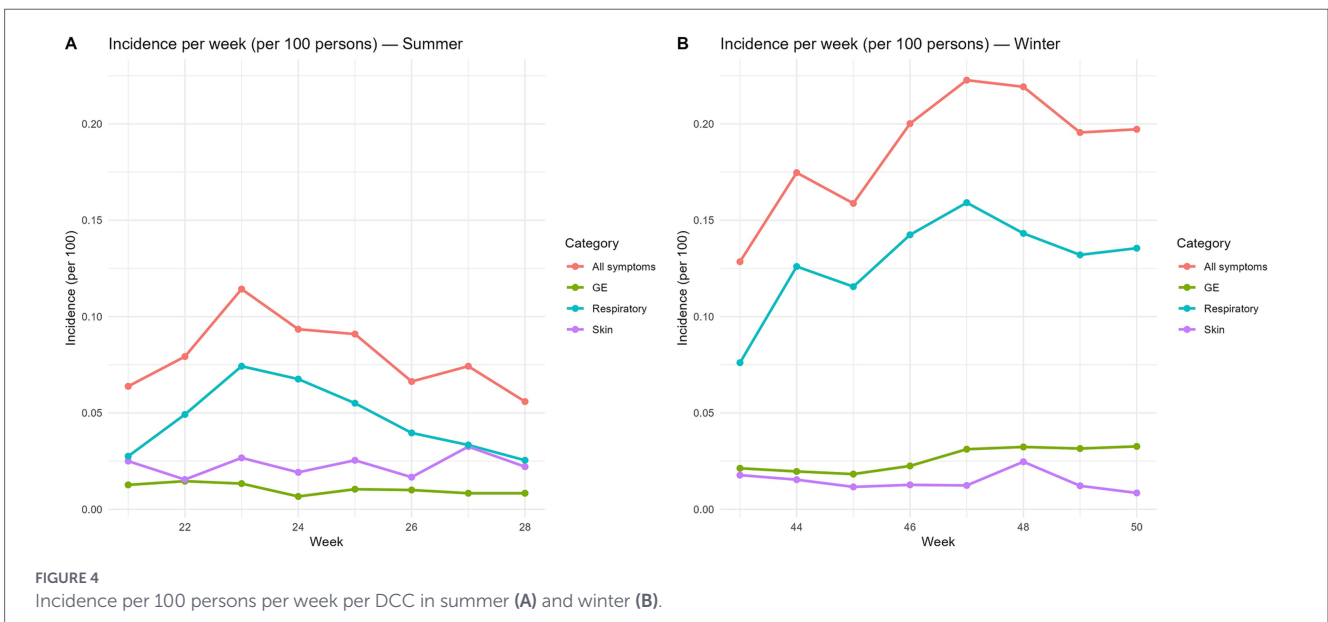 A Incidence per week (per 100 persons) — Summer
Incidence (per 100)
0.20
0.15
0.10
0.05
0.00
22 24 26 28
Week
Category
All symptoms
GE
Respiratory
Skin
B Incidence per week (per 100 persons) — Winter
Incidence (per 100)
0.20
0.15
0.10
0.05
0.00
44 46 48 50
Week
Category
All symptoms
GE
Respiratory
Skin
FIGURE 4
Incidence per 100 persons per week per DCC in summer (A) and winter (B).